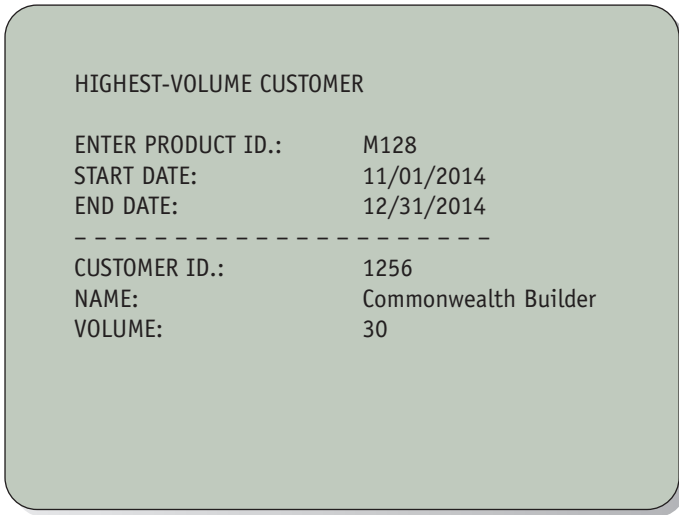 HIGHEST-VOLUME CUSTOMER
ENTER PRODUCT ID.: M128
START DATE: 11/01/2014
END DATE: 12/31/2014
– – – – – – – – – – – – – – – – – – – – –
CUSTOMER ID.: 1256
NAME: Commonwealth Builder
VOLUME: 30